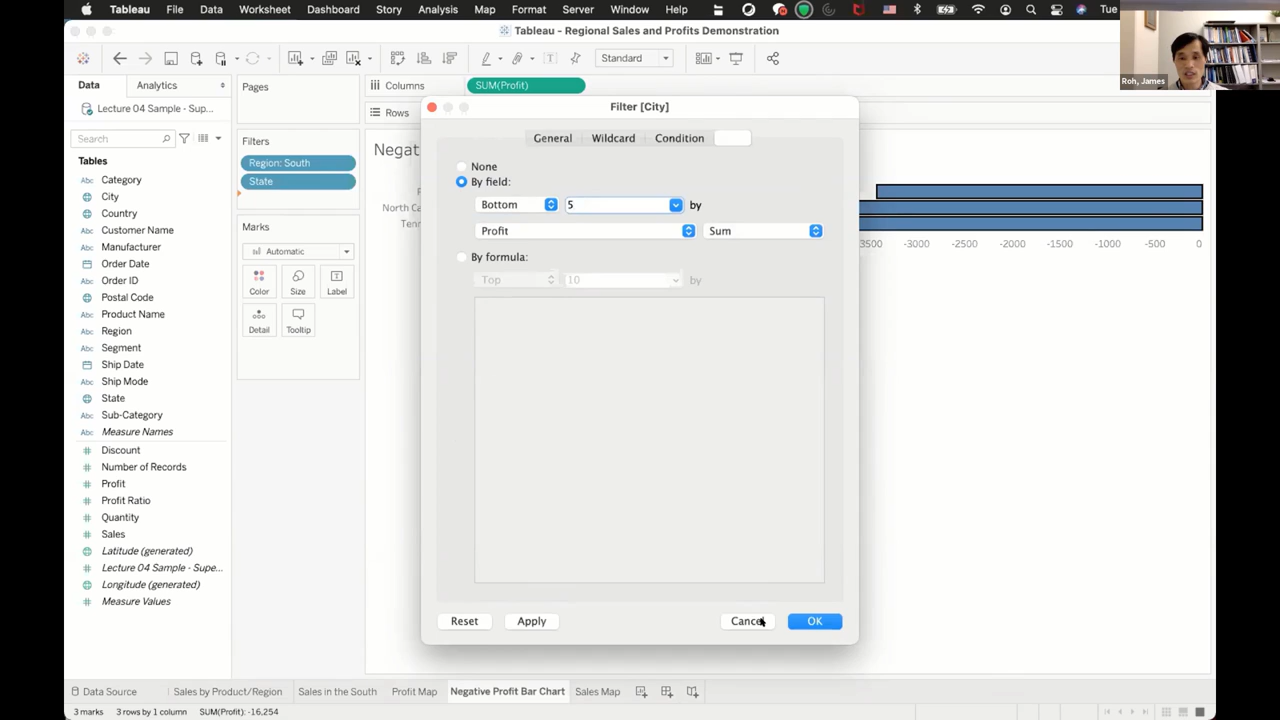 Tableau File Data Worksheet Dashboard Story Analysis Map Format Server Window Help Tue
Tableau - Regional Sales and Profits Demonstration
Standard
Roh, James
Data Analytics
Lecture 04 Sample - Sup...
Search
Tables
Category
City
Country
Customer Name
Manufacturer
Order Date
Order ID
Postal Code
Product Name
Region
Segment
Ship Date
Ship Mode
State
Sub-Category
Measure Names
Discount
Number of Records
Profit
Profit Ratio
Quantity
Sales
Latitude (generated)
Lecture 04 Sample - Supe...
Longitude (generated)
Measure Values
Pages
Filters
Region: South
State
Marks
Automatic
Color Size Label
Detail Tooltip
Columns SUM(Profit)
Rows
Negat
North Ca
Tenn
3500 -3000 -2500 -2000 -1500 -1000 -500 0
Filter [City]
General Wildcard Condition
None
By field:
Bottom 5 by
Profit Sum
By formula:
Top 10 by
Reset Apply Cancel OK
Data Source Sales by Product/Region Sales in the South Profit Map Negative Profit Bar Chart Sales Map
3 marks 3 rows by 1 column SUM(Profit): -16,254